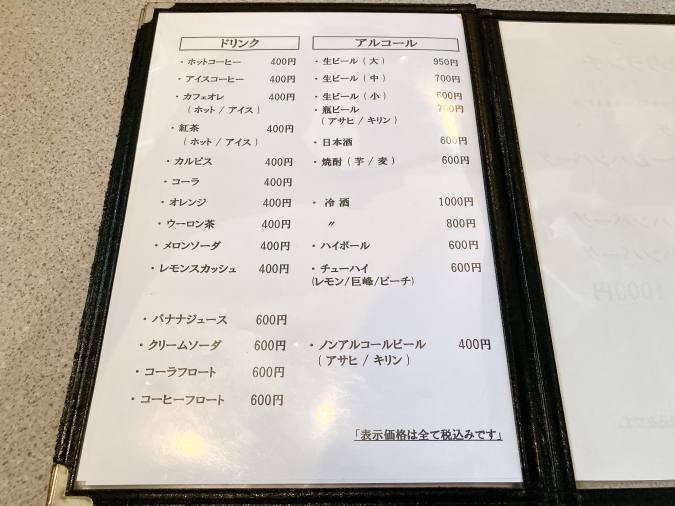 ドリンク
・ホットコーヒー 400円
・アイスコーヒー 400円
・カフェオレ 400円
( ホット / アイス )
・紅茶 400円
( ホット / アイス )
・カルピス 400円
・コーラ 400円
・オレンジ 400円
・ウーロン茶 400円
・メロンソーダ 400円
・レモンスカッシュ 400円
・バナナジュース 600円
・クリームソーダ 600円
・コーラフロート 600円
・コーヒーフロート 600円
アルコール
・生ビール ( 大 ) 950円
・生ビール ( 中 ) 700円
・生ビール ( 小 ) 600円
・瓶ビール 700円
( アサヒ / キリン )
・日本酒 600円
・焼酎 ( 芋 / 麦 ) 600円
・冷酒 1000円
〃 800円
・ハイボール 600円
・チューハイ 600円
(レモン/巨峰/ピーチ)
・ノンアルコールビール 400円
( アサヒ / キリン )
「表示価格は全て税込みです」
ハンバーグ
1000円